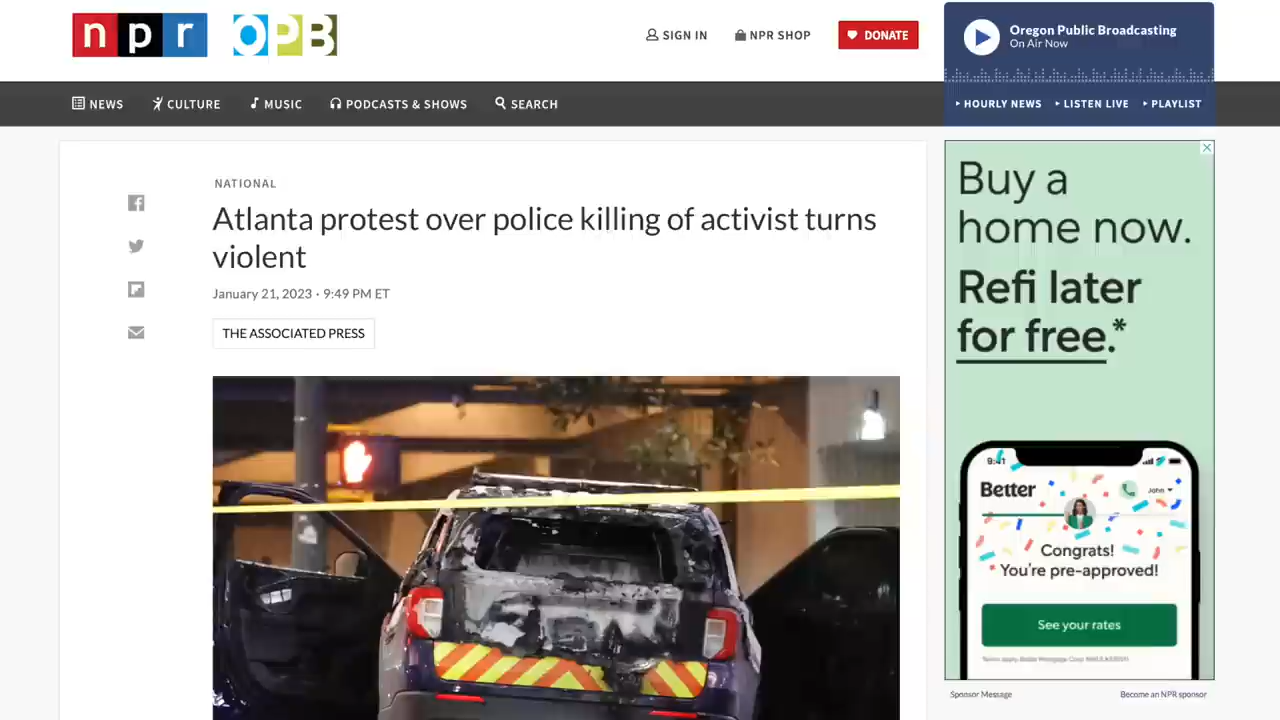 npr OPB
SIGN IN
NPR SHOP
DONATE
Oregon Public Broadcasting
On Air Now
NEWS
CULTURE
MUSIC
PODCASTS & SHOWS
SEARCH
HOURLY NEWS
LISTEN LIVE
PLAYLIST
NATIONAL
Atlanta protest over police killing of activist turns
violent
January 21, 2023 · 9:49 PM ET
THE ASSOCIATED PRESS
Buy a
home now.
Refi later
for free.*
9:41
Better
John
Congrats!
You're pre-approved!
See your rates
Sponsor Message
Become an NPR sponsor